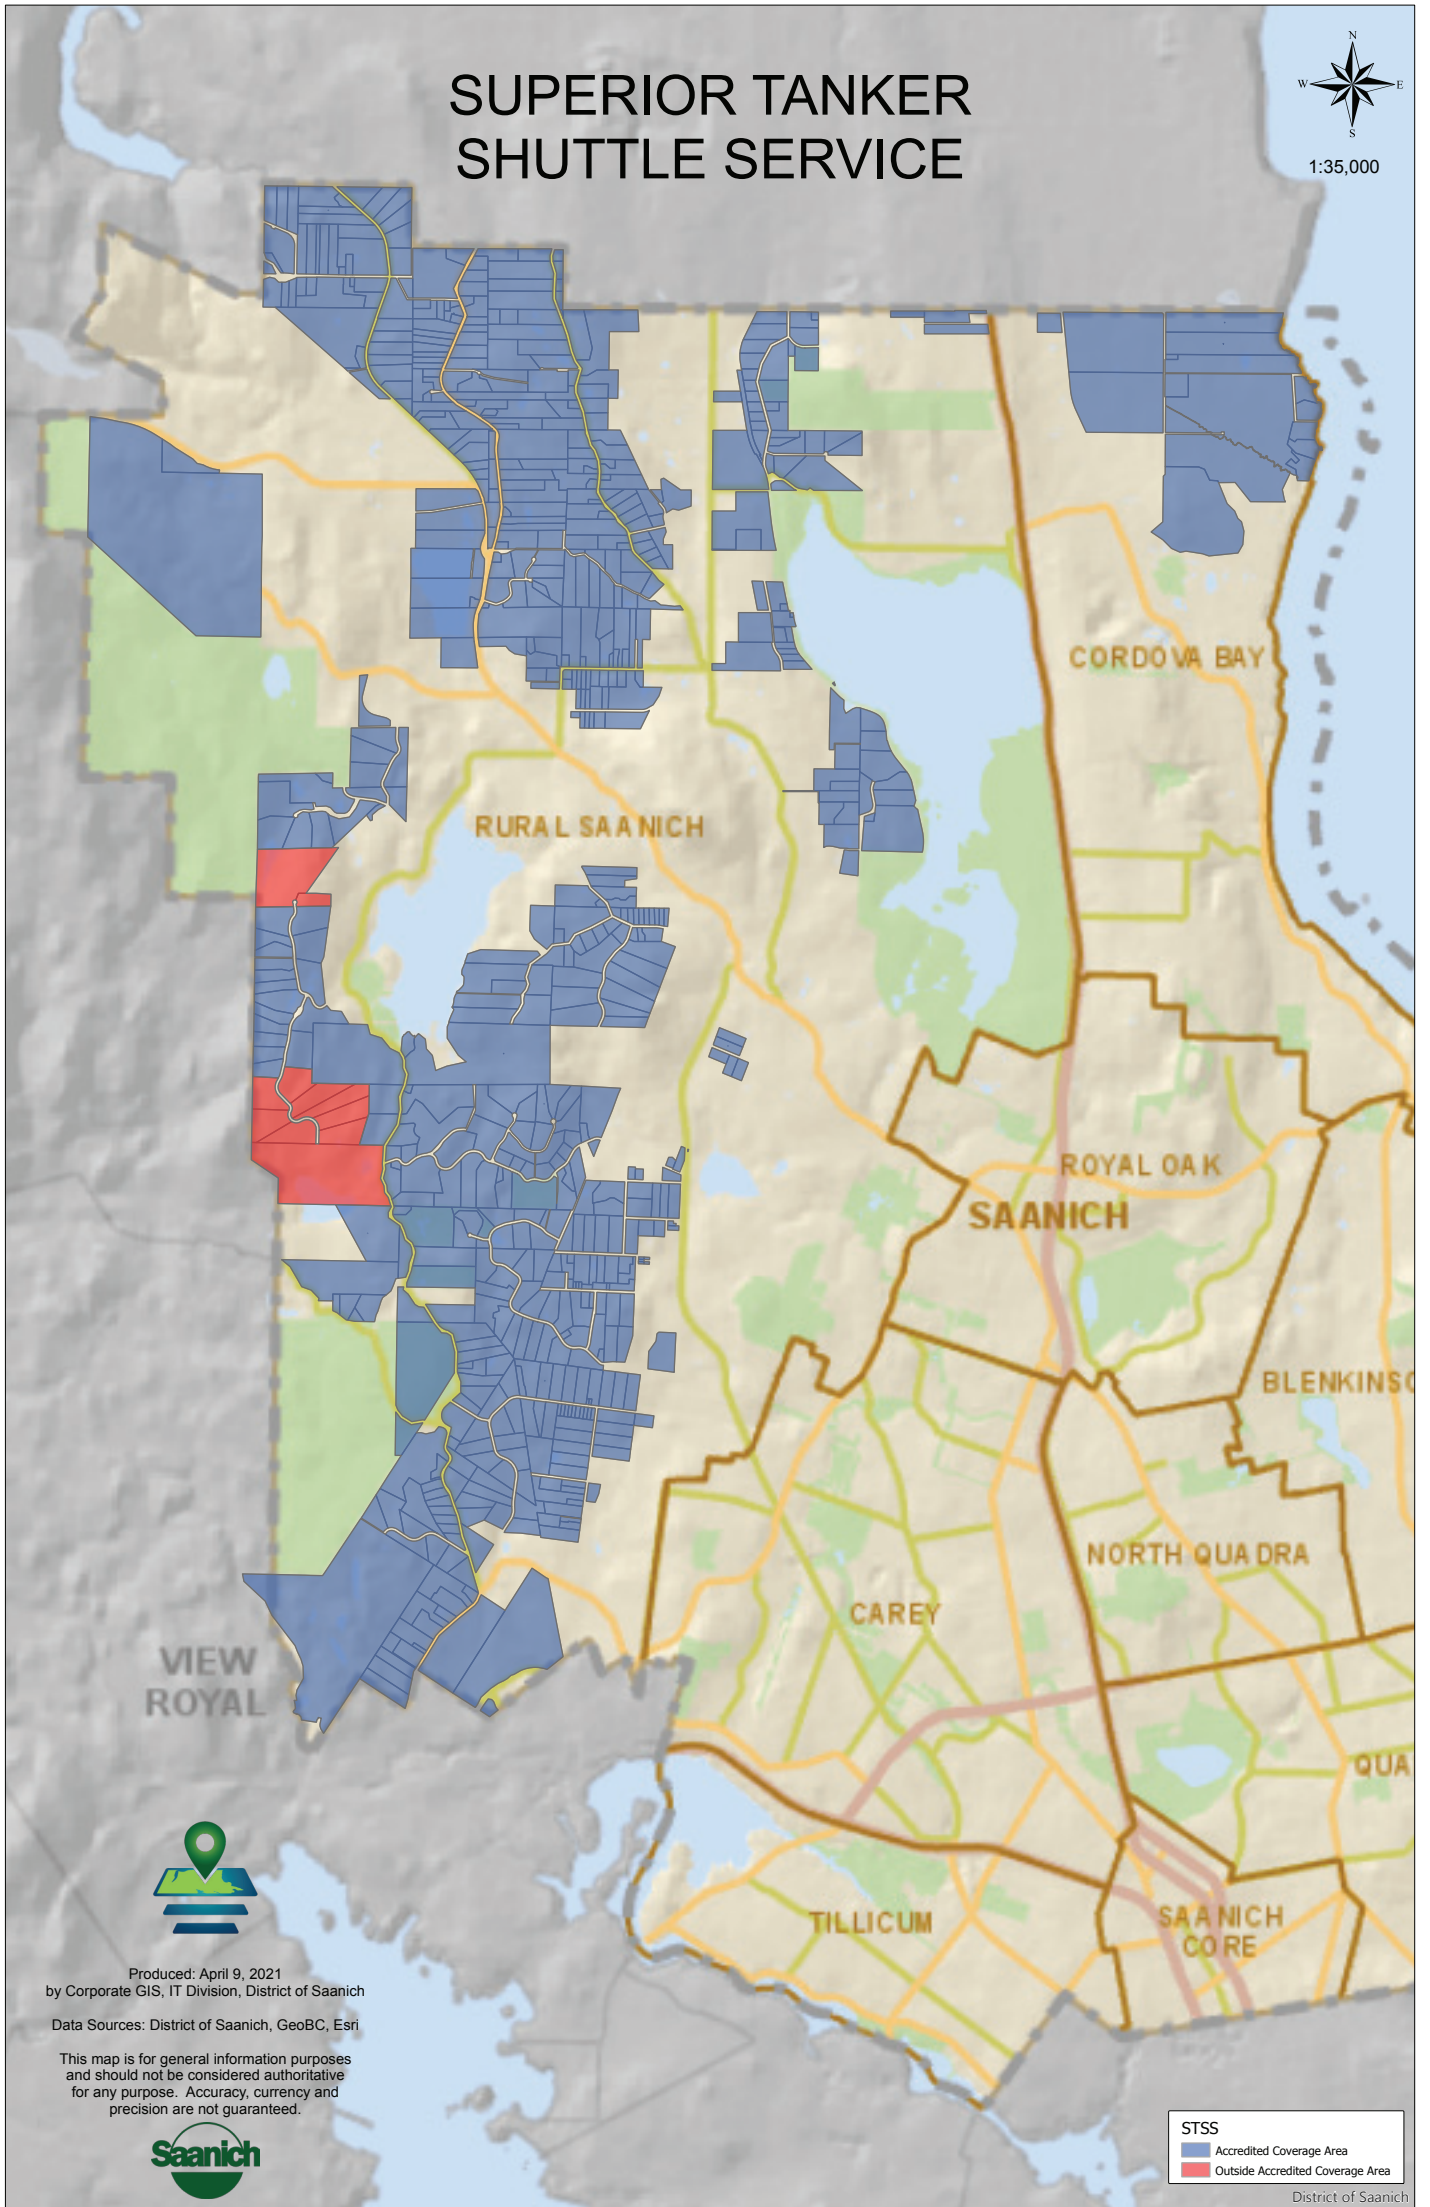 SUPERIOR TANKER
SHUTTLE SERVICE
N
W
E
S
1:35,000
CORDOVA BAY
RURAL SAANICH
ROYAL OAK
SAANICH
BLENKINSO
NORTH QUADRA
CAREY
VIEW
ROYAL
QUA
TILLICUM
SAANICH
CORE
Produced: April 9, 2021
by Corporate GIS, IT Division, District of Saanich
Data Sources: District of Saanich, GeoBC, Esri
This map is for general information purposes
and should not be considered authoritative
for any purpose. Accuracy, currency and
precision are not guaranteed.
Saanich
STSS
Accredited Coverage Area
Outside Accredited Coverage Area
District of Saanich